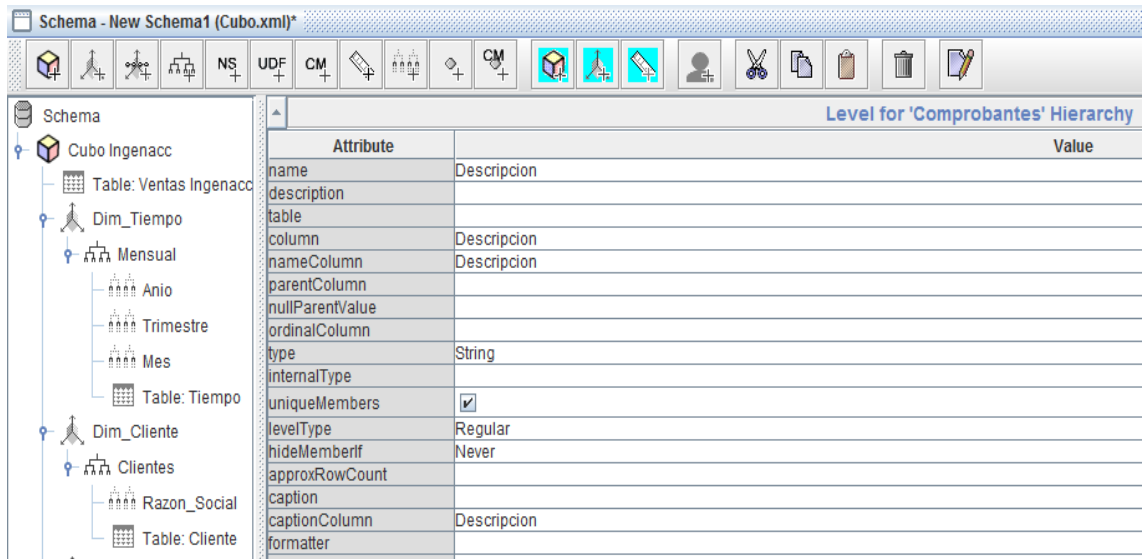 Schema - New Schema1 (Cubo.xml)*
NS UDF CM CM
Schema
Cubo Ingenacc
Table: Ventas Ingenacc
Dim_Tiempo
Mensual
Anio
Trimestre
Mes
Table: Tiempo
Dim_Cliente
Clientes
Razon_Social
Table: Cliente
Level for 'Comprobantes' Hierarchy
Attribute Value
name Descripcion
description
table
column Descripcion
nameColumn Descripcion
parentColumn
nullParentValue
ordinalColumn
type String
internalType
uniqueMembers
levelType Regular
hideMemberIf Never
approxRowCount
caption
captionColumn Descripcion
formatter